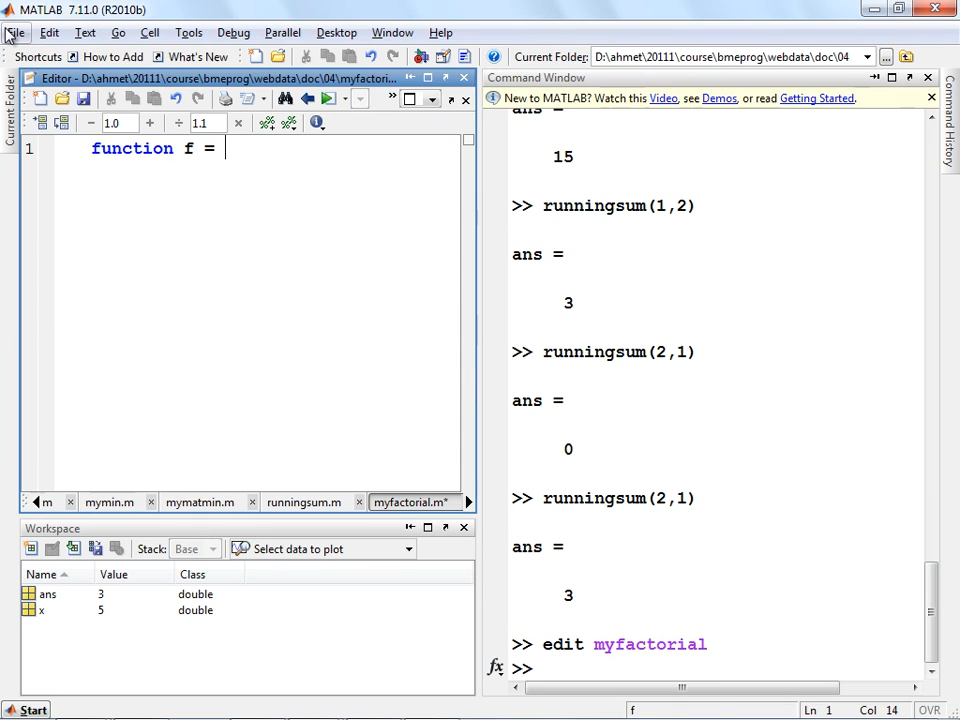 MATLAB 7.11.0 (R2010b)
File Edit Text Go Cell Tools Debug Parallel Desktop Window Help
Shortcuts How to Add What's New
Current Folder: D:\ahmet\20111\course\bmeprog\webdata\doc\04 ...
Current Folder
Editor - D:\ahmet\20111\course\bmeprog\webdata\doc\04\myfactori...
1.0 1.1
1 function f =
m mymin.m mymatmin.m runningsum.m myfactorial.m*
Workspace
Stack: Base Select data to plot
Name Value Class
ans 3 double
x 5 double
Command Window
New to MATLAB? Watch this Video, see Demos, or read Getting Started.
ans =
15
>> runningsum(1,2)
ans =
3
>> runningsum(2,1)
ans =
0
>> runningsum(2,1)
ans =
3
>> edit myfactorial
fx >>
Command History
Start
f
Ln 1 Col 14 OVR